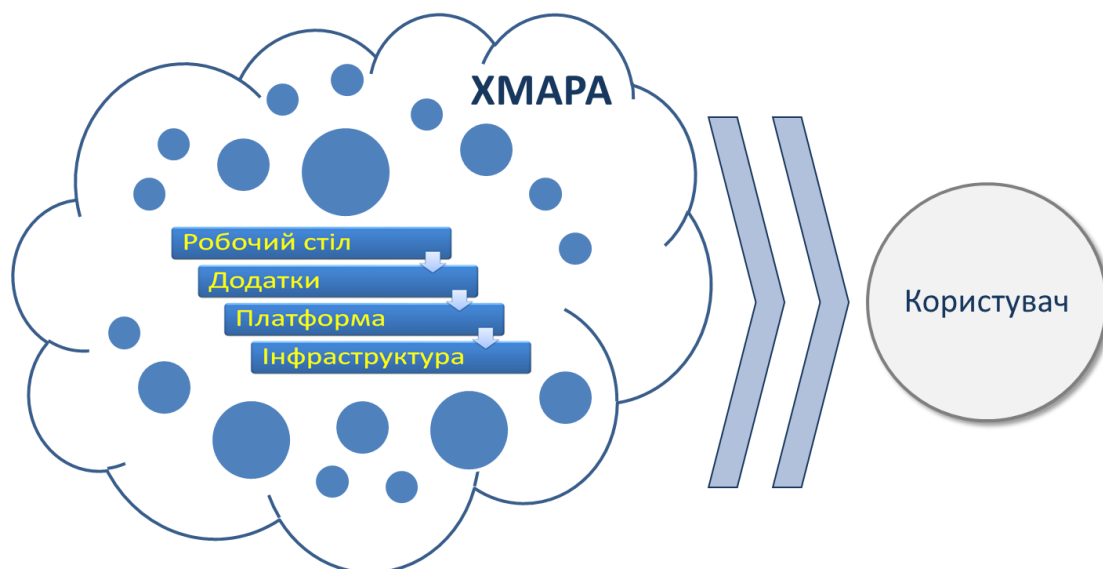 ХМАРА
Робочий стіл
Додатки
Платформа
Інфраструктура
Користувач